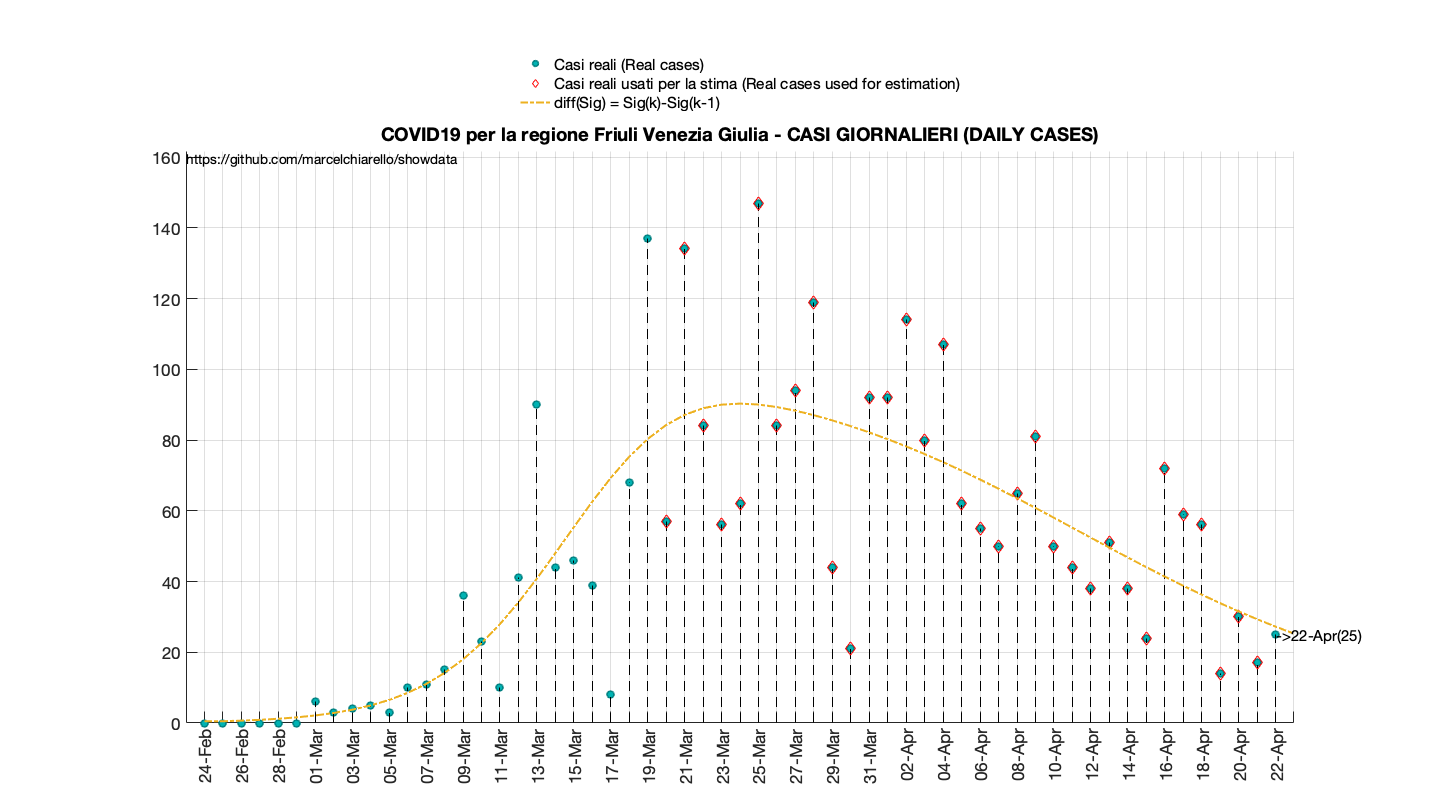 Casi reali (Real cases)
Casi reali usati per la stima (Real cases used for estimation)
diff(Sig) = Sig(k)-Sig(k-1)
COVID19 per la regione Friuli Venezia Giulia - CASI GIORNALIERI (DAILY CASES)
https://github.com/marcelchiarello/showdata
160
140
120
100
80
60
40
20
0
->22-Apr(25)
24-Feb
26-Feb
28-Feb
01-Mar
03-Mar
05-Mar
07-Mar
09-Mar
11-Mar
13-Mar
15-Mar
17-Mar
19-Mar
21-Mar
23-Mar
25-Mar
27-Mar
29-Mar
31-Mar
02-Apr
04-Apr
06-Apr
08-Apr
10-Apr
12-Apr
14-Apr
16-Apr
18-Apr
20-Apr
22-Apr